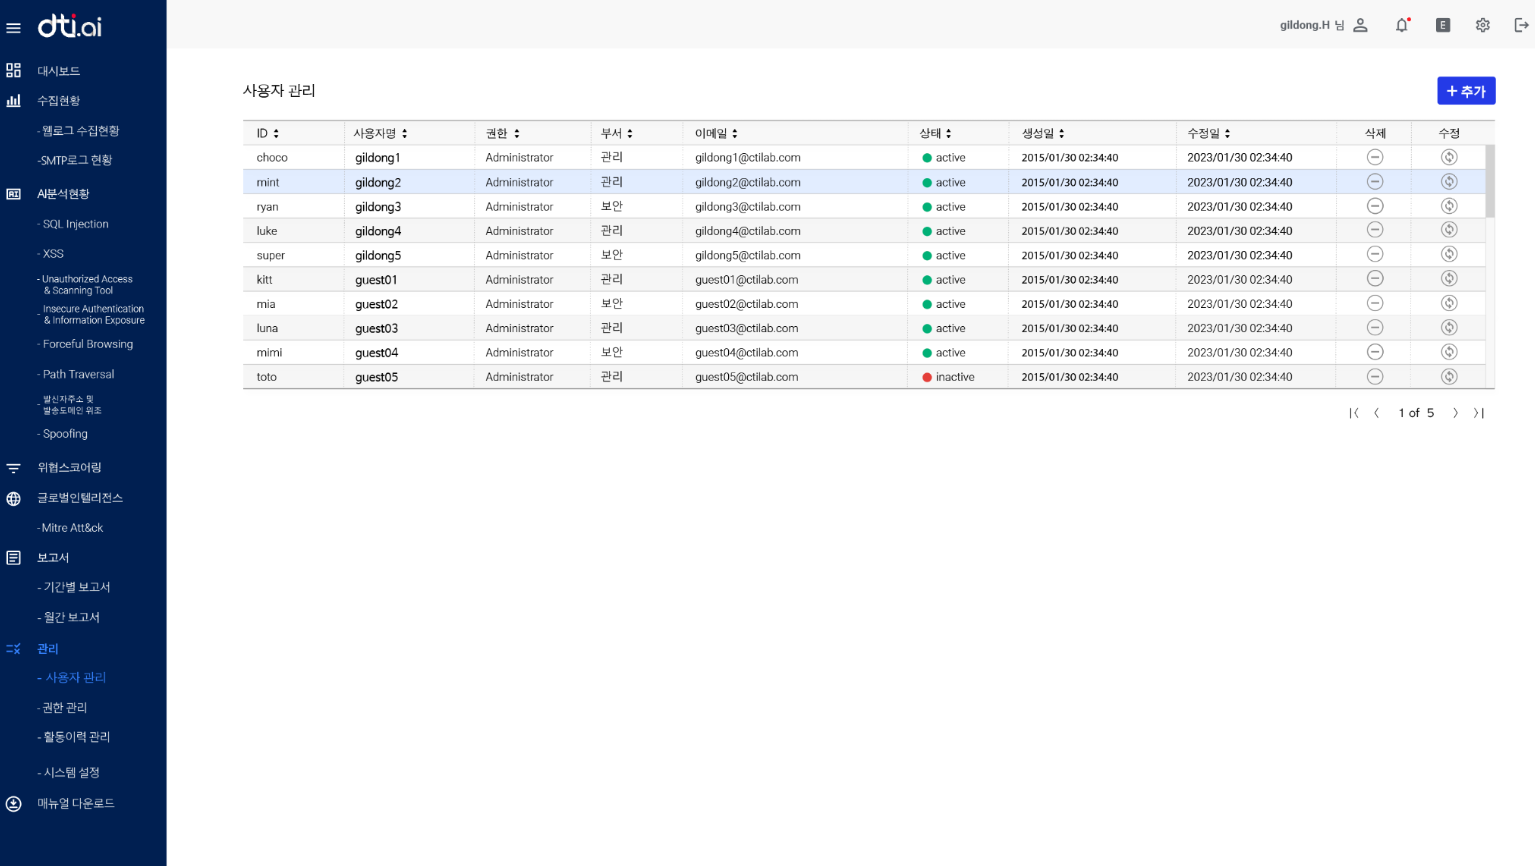 dti.ai
gildong.H 님
E
대시보드
수집현황
- 웹로그 수집현황
-SMTP로그 현황
AI분석현황
- SQL Injection
- XSS
- Unauthorized Access
& Scanning Tool
- Insecure Authentication
& Information Exposure
- Forceful Browsing
- Path Traversal
- 발신자주소 및
발송도메인 위조
- Spoofing
위협스코어링
글로벌인텔리전스
- Mitre Att&ck
보고서
- 기간별 보고서
- 월간 보고서
관리
- 사용자 관리
- 권한 관리
- 활동이력 관리
- 시스템 설정
매뉴얼 다운로드
사용자 관리
+ 추가
ID 사용자명 권한 부서 이메일 상태 생성일 수정일 삭제 수정
choco gildong1 Administrator 관리 gildong1@ctilab.com active 2015/01/30 02:34:40 2023/01/30 02:34:40
mint gildong2 Administrator 관리 gildong2@ctilab.com active 2015/01/30 02:34:40 2023/01/30 02:34:40
ryan gildong3 Administrator 보안 gildong3@ctilab.com active 2015/01/30 02:34:40 2023/01/30 02:34:40
luke gildong4 Administrator 관리 gildong4@ctilab.com active 2015/01/30 02:34:40 2023/01/30 02:34:40
super gildong5 Administrator 보안 gildong5@ctilab.com active 2015/01/30 02:34:40 2023/01/30 02:34:40
kitt guest01 Administrator 관리 guest01@ctilab.com active 2015/01/30 02:34:40 2023/01/30 02:34:40
mia guest02 Administrator 보안 guest02@ctilab.com active 2015/01/30 02:34:40 2023/01/30 02:34:40
luna guest03 Administrator 관리 guest03@ctilab.com active 2015/01/30 02:34:40 2023/01/30 02:34:40
mimi guest04 Administrator 보안 guest04@ctilab.com active 2015/01/30 02:34:40 2023/01/30 02:34:40
toto guest05 Administrator 관리 guest05@ctilab.com inactive 2015/01/30 02:34:40 2023/01/30 02:34:40
1 of 5